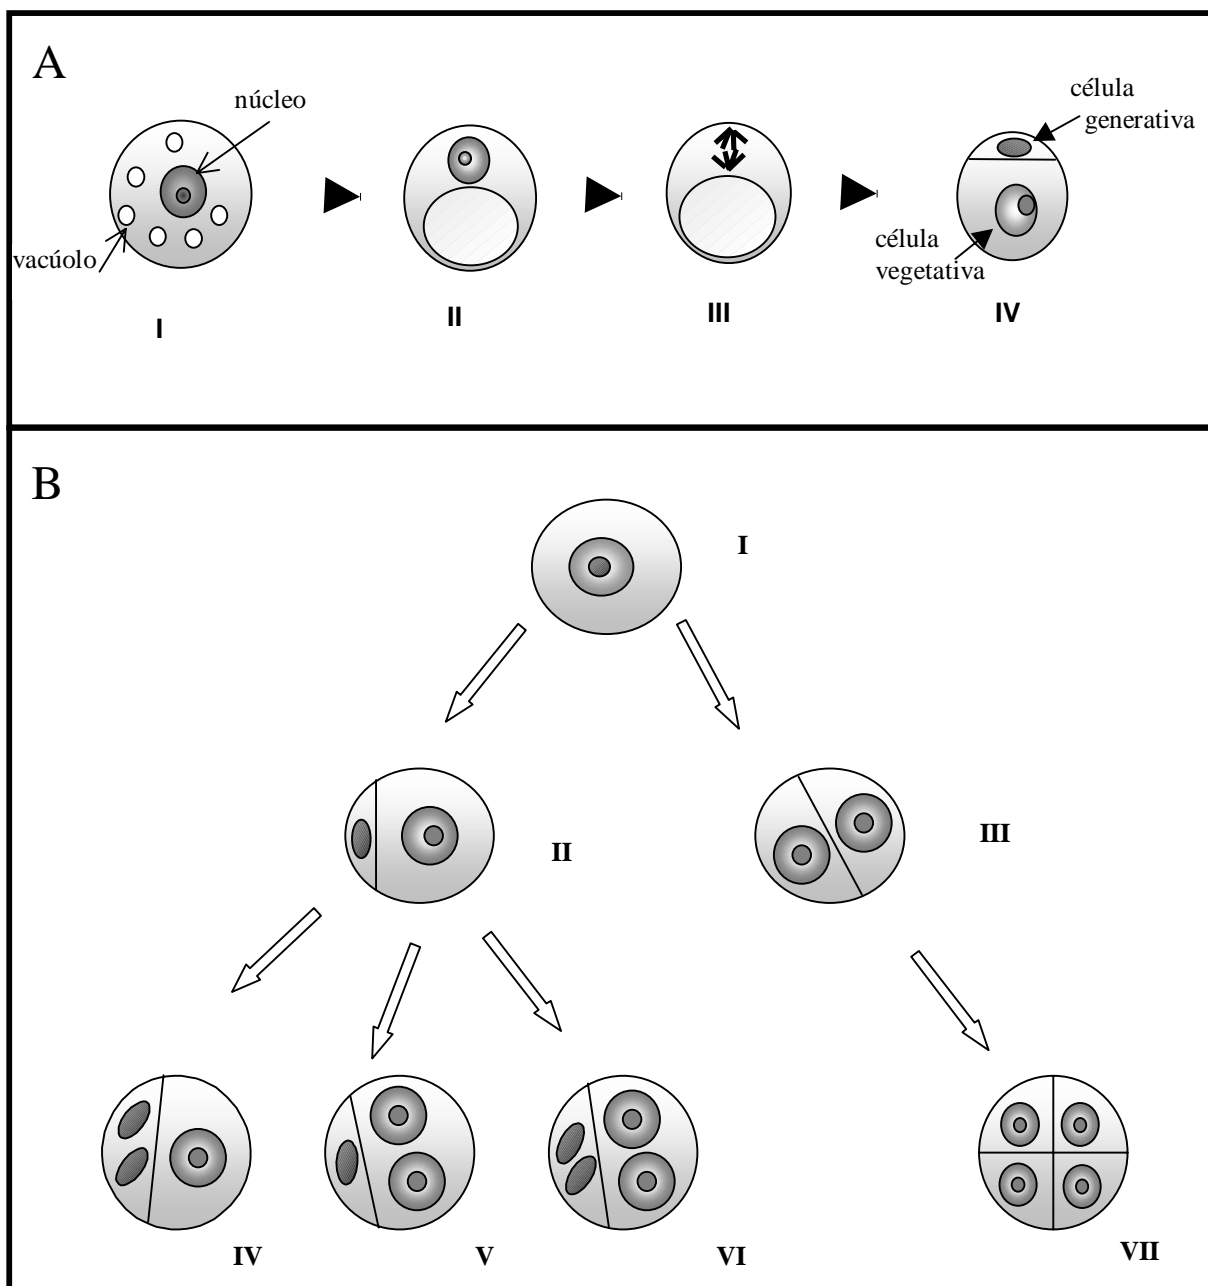 A
núcleo
célula
generativa
vacúolo
célula
vegetativa
I
II
III
IV
B
I
II
III
IV
V
VI
VII